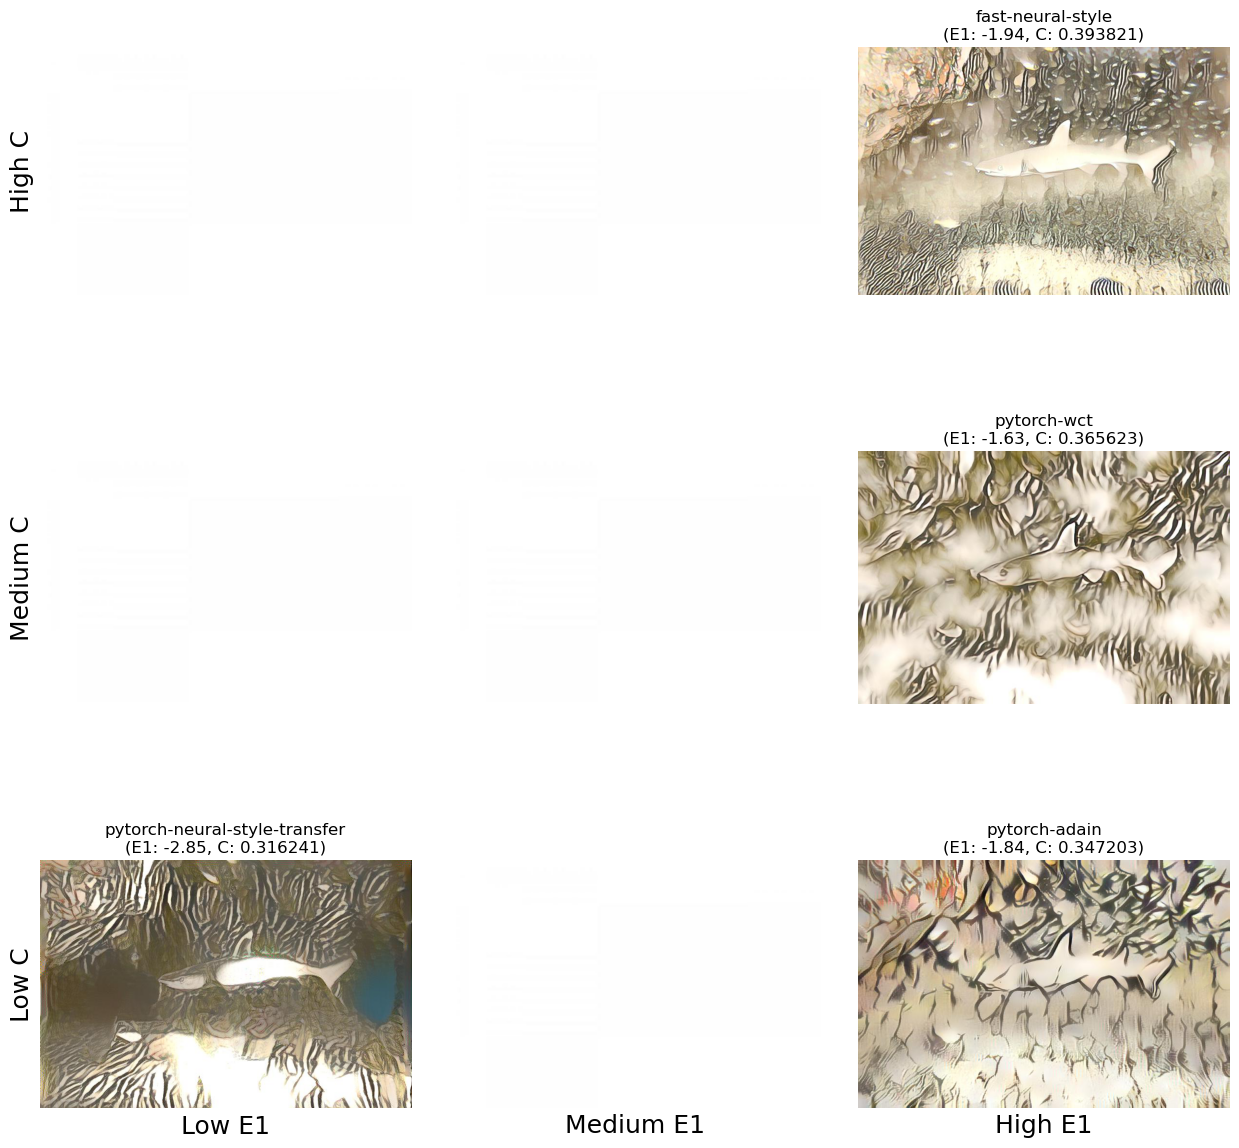 fast-neural-style
(E1: -1.94, C: 0.393821)
High C
pytorch-wct
(E1: -1.63, C: 0.365623)
Medium C
pytorch-neural-style-transfer
(E1: -2.85, C: 0.316241)
pytorch-adain
(E1: -1.84, C: 0.347203)
Low C
Low E1
Medium E1
High E1